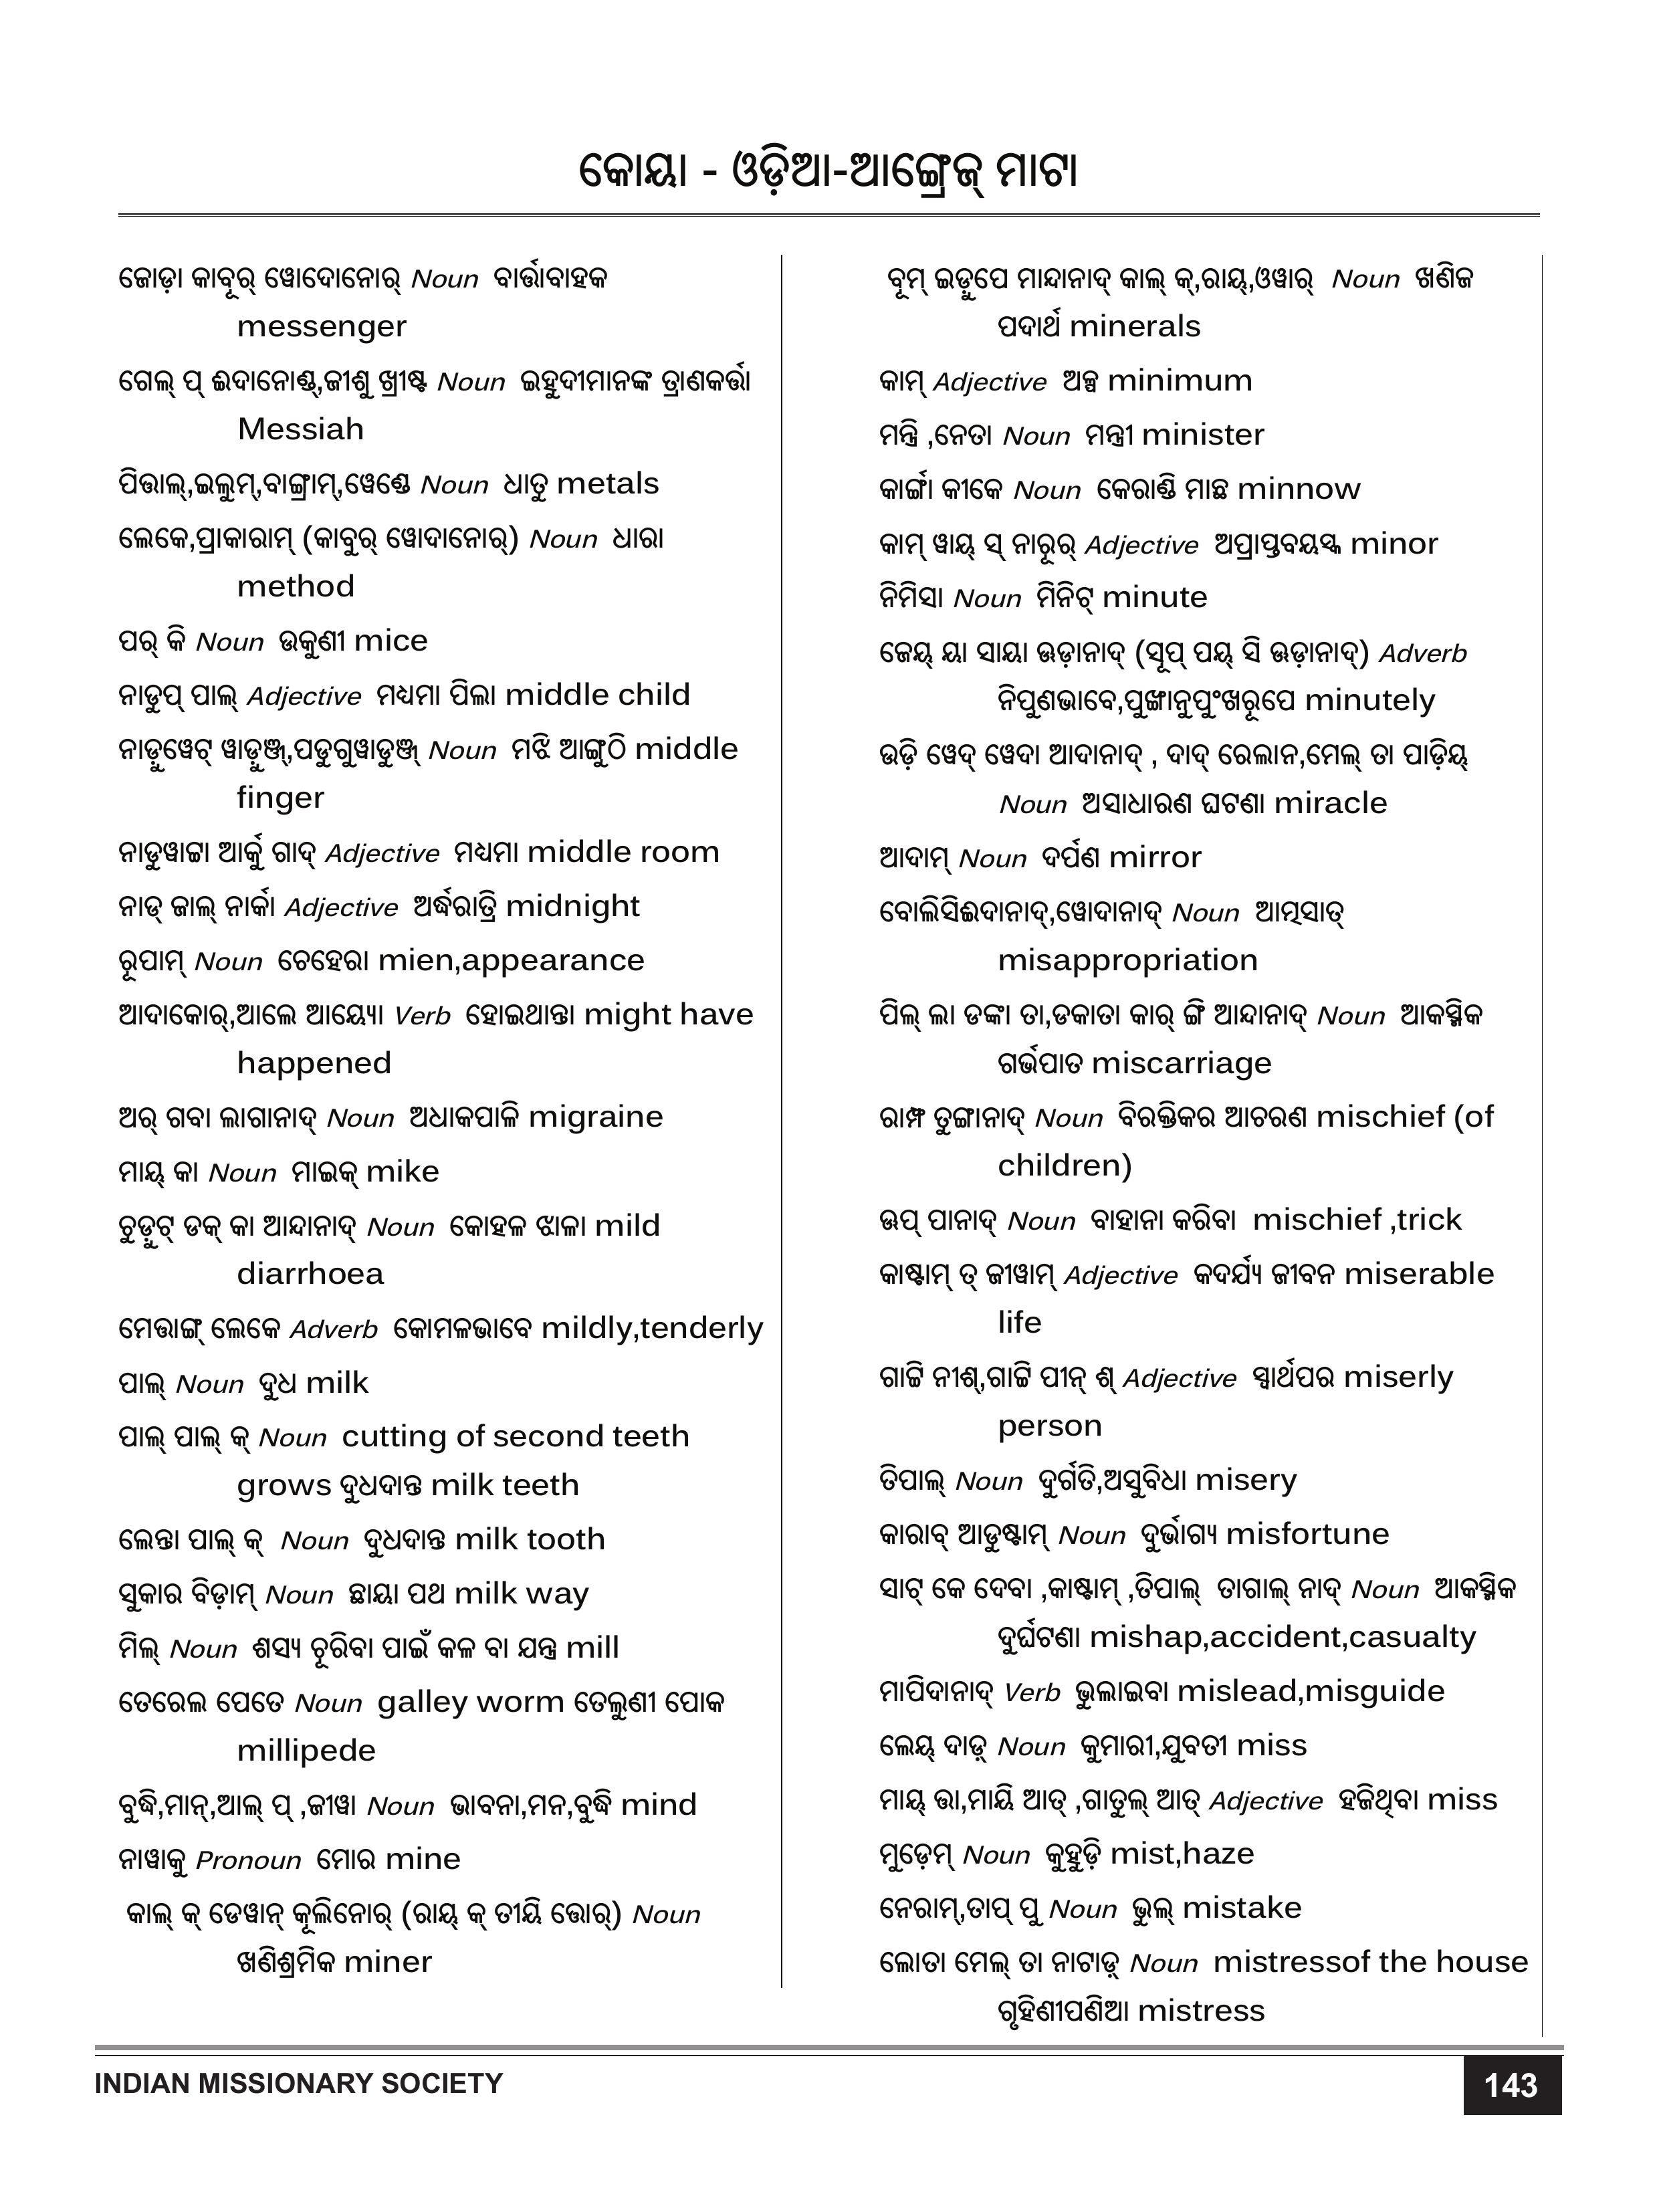 କୋୟା - ଓଡ଼ିଆ-ଆଙ୍ଗ୍ରେଜ୍ ମାଟା
ଜୋଡ଼ା କାବୂର୍ ୱୋଦୋନୋର୍ Noun ବାର୍ତ୍ତାବାହକ
messenger
ଗେଲ୍ ପ୍ ଈଦାନୋଣ୍ଡ୍,ଜୀଶୁ ଖ୍ରୀଷ୍ଟ Noun ଇହୁଦୀମାନଙ୍କ ତ୍ରାଣକର୍ତ୍ତା
Messiah
ପିତ୍ତାଲ୍,ଇଲୁମ୍,ବାଙ୍ଗ୍ରାମ୍,ୱେଣ୍ଡେ Noun ଧାତୁ metals
ଲେକେ,ପ୍ରାକାରାମ୍ (କାବୁର୍ ୱୋଦାନୋର୍) Noun ଧାରା
method
ପର୍ କି Noun ଉକୁଣୀ mice
ନାଡୁପ୍ ପାଲ୍ Adjective ମଧ୍ୟମା ପିଲା middle child
ନାଡ଼ୁୱେଟ୍ ୱାଡ଼ୁଞ୍ଜ୍,ପଡୁଗୁୱାଡୁଞ୍ଜ୍ Noun ମଝି ଆଙ୍ଗୁଠି middle
finger
ନାଡୁୱାଟ୍ଟା ଆର୍କୁ ଗାଦ୍ Adjective ମଧ୍ୟମା middle room
ନାଡ୍ ଜାଲ୍ ନାର୍କା Adjective ଅର୍ଦ୍ଧରାତ୍ରି midnight
ରୂପାମ୍ Noun ଚେହେରା mien,appearance
ଆଦାକୋର୍,ଆଲେ ଆୟ୍ୟୋ Verb ହୋଇଥାନ୍ତା might have
happened
ଅର୍ ଗବା ଲାଗାନାଦ୍ Noun ଅଧାକପାଳି migraine
ମାୟ୍ କା Noun ମାଇକ୍ mike
ଚୁଡ଼ୁଟ୍ ଡକ୍ କା ଆନ୍ଦାନାଦ୍ Noun କୋହଳ ଝାଳା mild
diarrhoea
ମେତ୍ତାଙ୍ଗ୍ ଲେକେ Adverb କୋମଳଭାବେ mildly,tenderly
ପାଲ୍ Noun ଦୁଧ milk
ପାଲ୍ ପାଲ୍ କ୍ Noun cutting of second teeth
grows ଦୁଧଦାନ୍ତ milk teeth
ଲେନ୍ତା ପାଲ୍ କ୍ Noun ଦୁଧଦାନ୍ତ milk tooth
ସୁକାର ବିଡ଼ାମ୍ Noun ଛାୟା ପଥ milk way
ମିଲ୍ Noun ଶସ୍ୟ ଚୂରିବା ପାଇଁ କଳ ବା ଯନ୍ତ୍ର mill
ତେରେଲ ପେତେ Noun galley worm ତେଲୁଣୀ ପୋକ
millipede
ବୁଦ୍ଧି,ମାନ୍,ଆଲ୍ ପ୍ ,ଜୀୱା Noun ଭାବନା,ମନ,ବୁଦ୍ଧି mind
ନାୱାକୁ Pronoun ମୋର mine
କାଲ୍ କ୍ ଡେୱାନ୍ କୂଲିନୋର୍ (ରାୟ୍ କ୍ ତୀୟି ତ୍ତୋର୍) Noun
ଖଣିଶ୍ରମିକ miner
ବୂମ୍ ଇଡ଼ୁପେ ମାନ୍ଦାନାଦ୍ କାଲ୍ କ୍,ରାୟ୍,ଓୱାର୍ Noun ଖଣିଜ
ପଦାର୍ଥ minerals
କାମ୍ Adjective ଅଳ୍ପ minimum
ମନ୍ତ୍ରି ,ନେତା Noun ମନ୍ତ୍ରୀ minister
କାର୍ଙ୍ଗା କୀକେ Noun କେରାଣ୍ଡି ମାଛ minnow
କାମ୍ ୱାୟ୍ ସ୍ ନାରୂର୍ Adjective ଅପ୍ରାପ୍ତବୟସ୍କ minor
ନିମିସା Noun ମିନିଟ୍ minute
ଜେୟ୍ ୟା ସାୟା ଉଡ଼ାନାଦ୍ (ସୂପ୍ ପୟ୍ ସି ଊଡ଼ାନାଦ୍) Adverb
ନିପୁଣଭାବେ,ପୁଙ୍ଖାନୁପୁଂଖରୂପେ minutely
ଉଡ଼ି ୱେଦ୍ ୱେଦା ଆଦାନାଦ୍ , ଦାଦ୍ ରେଲାନ,ମେଲ୍ ତା ପାଡ଼ିୟ୍
Noun ଅସାଧାରଣ ଘଟଣା miracle
ଆଦାମ୍ Noun ଦର୍ପଣ mirror
ବୋଲିସିଈଦାନାଦ୍,ୱୋଦାନାଦ୍ Noun ଆତ୍ମସାତ୍
misappropriation
ପିଲ୍ ଲା ଡଙ୍କା ତା,ଡକାତା କାର୍ ଙ୍ଗି ଆନ୍ଦାନାଦ୍ Noun ଆକସ୍ମିକ
ଗର୍ଭପାତ miscarriage
ରାମ୍ଫ ତୁଙ୍ଗାନାଦ୍ Noun ବିରକ୍ତିକର ଆଚରଣ mischief (of
children)
ଊପ୍ ପାନାଦ୍ Noun ବାହାନା କରିବା mischief ,trick
କାଷ୍ଟାମ୍ ତ୍ ଜୀୱାମ୍ Adjective କଦର୍ଯ୍ୟ ଜୀବନ miserable
life
ଗାଟ୍ଟି ନୀଶ୍,ଗାଟ୍ଟି ପୀନ୍ ଶ୍ Adjective ସ୍ୱାର୍ଥପର miserly
person
ତିପାଲ୍ Noun ଦୁର୍ଗତି,ଅସୁବିଧା misery
କାରାବ୍ ଆଡୁଷ୍ଟାମ୍ Noun ଦୁର୍ଭାଗ୍ୟ misfortune
ସାଟ୍ କେ ଦେବା ,କାଷ୍ଟାମ୍ ,ତିପାଲ୍ ତାଗାଲ୍ ନାଦ୍ Noun ଆକସ୍ମିକ
ଦୁର୍ଘଟଣା mishap,accident,casualty
ମାପିଦାନାଦ୍ Verb ଭୁଲାଇବା mislead,misguide
ଲେୟ୍ ଦାଡ଼୍ Noun କୁମାରୀ,ଯୁବତୀ miss
ମାୟ୍ ତ୍ତା,ମାୟି ଆତ୍ ,ଗାତୁଲ୍ ଆତ୍ Adjective ହଜିଥିବା miss
ମୁଡ଼େମ୍ Noun କୁହୁଡ଼ି mist,haze
ନେରାମ୍,ତାପ୍ ପୁ Noun ଭୁଲ୍ mistake
ଲୋତା ମେଲ୍ ତା ନାଟାଡ଼୍ Noun mistressof the house
ଗୃହିଣୀପଣିଆ mistress
INDIAN MISSIONARY SOCIETY
143